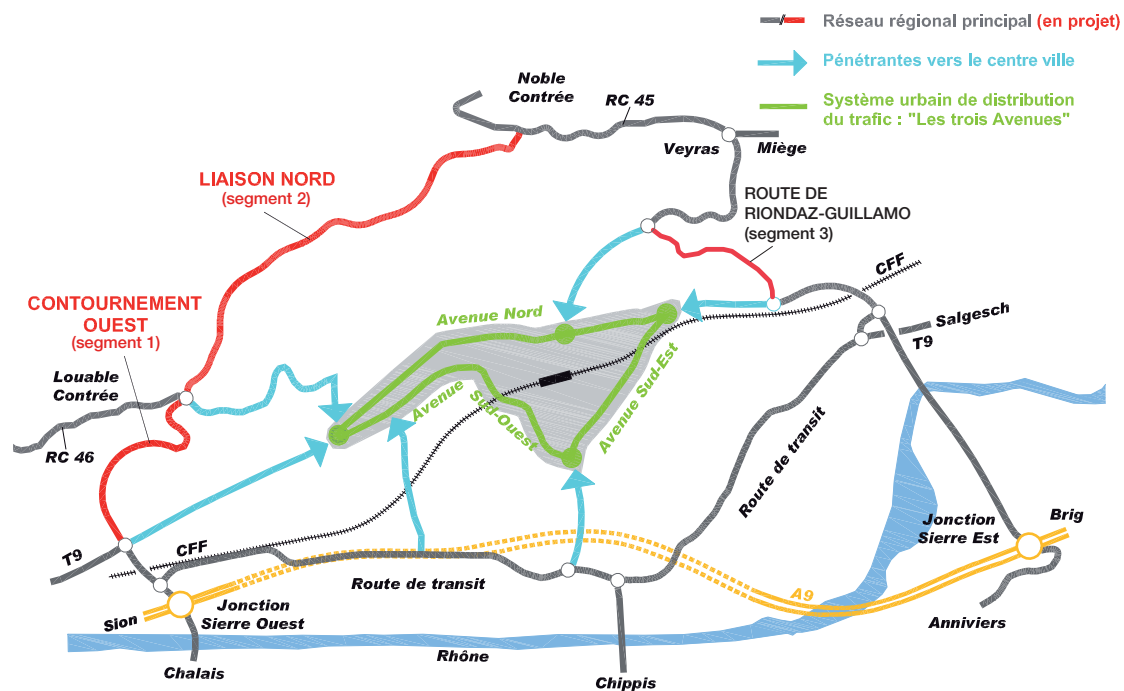 Réseau régional principal (en projet)
Pénétrantes vers le centre ville
Système urbain de distribution
du trafic : "Les trois Avenues"
Noble
Contrée
RC 45
Veyras
Miège
LIAISON NORD
(segment 2)
ROUTE DE
RIONDAZ-GUILLAMO
(segment 3)
CFF
CONTOURNEMENT
OUEST
(segment 1)
Avenue Nord
Salgesch
T9
Louable
Contrée
Avenue
Sud-Ouest
Avenue Sud-Est
RC 46
Route de transit
T9
CFF
Route de transit
Jonction
Sierre Est
Brig
Sion
Jonction
Sierre Ouest
A9
Anniviers
Rhône
Chalais
Chippis